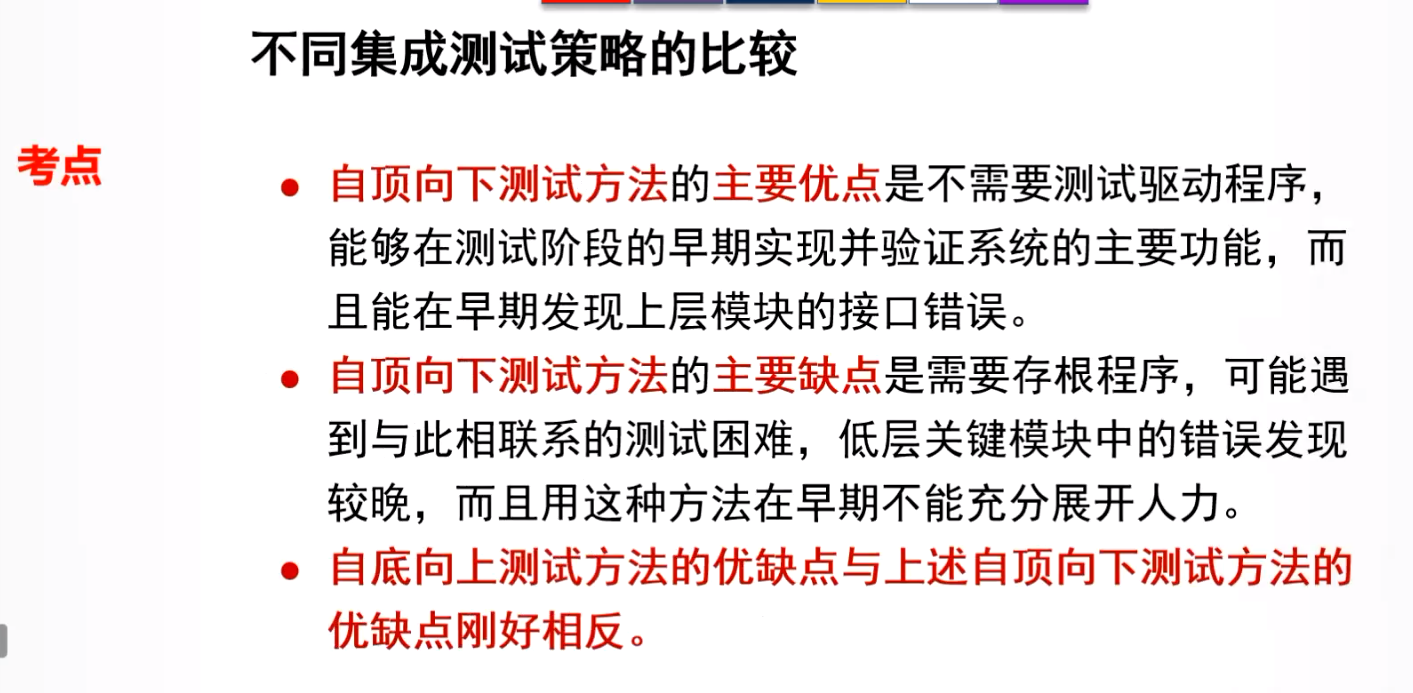 不同集成测试策略的比较
考点
● 自顶向下测试方法的主要优点是不需要测试驱动程序，
能够在测试阶段的早期实现并验证系统的主要功能，而
且能在早期发现上层模块的接口错误。
● 自顶向下测试方法的主要缺点是需要存根程序，可能遇
到与此相联系的测试困难，低层关键模块中的错误发现
较晚，而且用这种方法在早期不能充分展开人力。
● 自底向上测试方法的优缺点与上述自顶向下测试方法的
优缺点刚好相反。